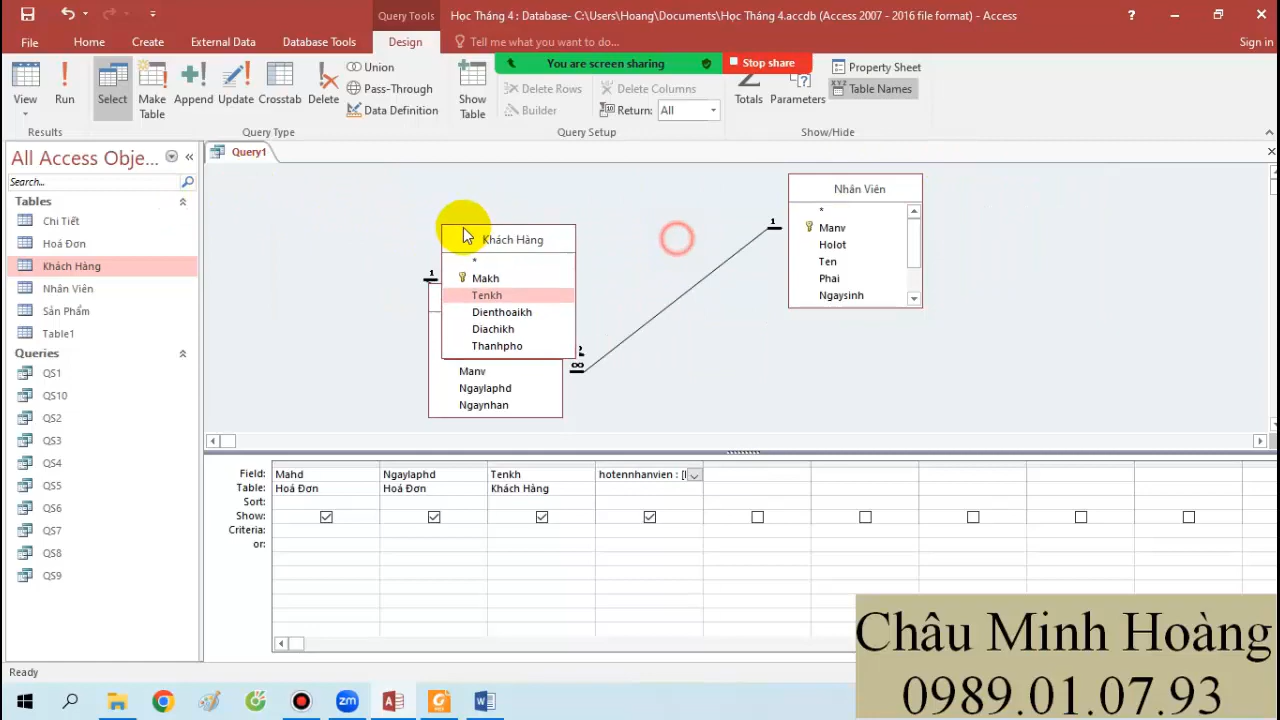 Query Tools
Học Tháng 4 : Database- C:\Users\Hoang\Documents\Học Tháng 4.accdb (Access 2007 - 2016 file format) - Access
?
File
Home
Create
External Data
Database Tools
Design
Tell me what you want to do...
Sign in
You are screen sharing
Stop share
View
Run
Select
Make Table
Append
Update
Crosstab
Delete
Union
Pass-Through
Data Definition
Show Table
Delete Rows
Builder
Delete Columns
Return: All
Totals
Parameters
Property Sheet
Table Names
Results
Query Type
Query Setup
Show/Hide
All Access Obje...
Search...
Tables
Chi Tiết
Hoá Đơn
Khách Hàng
Nhân Viên
Sản Phẩm
Table1
Queries
QS1
QS10
QS2
QS3
QS4
QS5
QS6
QS7
QS8
QS9
Query1
Khách Hàng
*
Makh
Tenkh
Dienthoaikh
Diachikh
Thanhpho
Manv
Ngaylaphd
Ngaynhan
1
∞
1
Nhân Viên
*
Manv
Holot
Ten
Phai
Ngaysinh
Field: Mahd Ngaylaphd Tenkh hotennhanvien : [
Table: Hoá Đơn Hoá Đơn Khách Hàng
Sort:
Show:
Criteria:
or:
Ready
Châu Minh Hoàng
0989.01.07.93